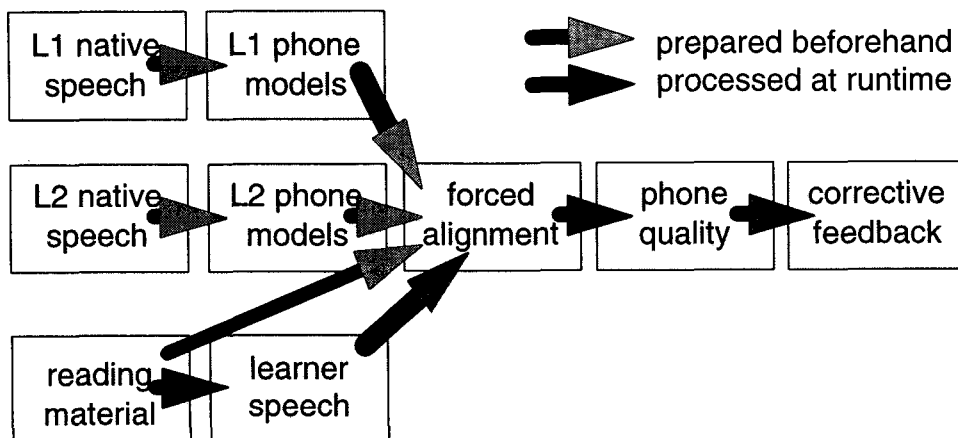 L1 native
speech
L1 phone
models
prepared beforehand
processed at runtime
L2 native
speech
L2 phone
models
forced
alignment
phone
quality
corrective
feedback
reading
material
learner
speech